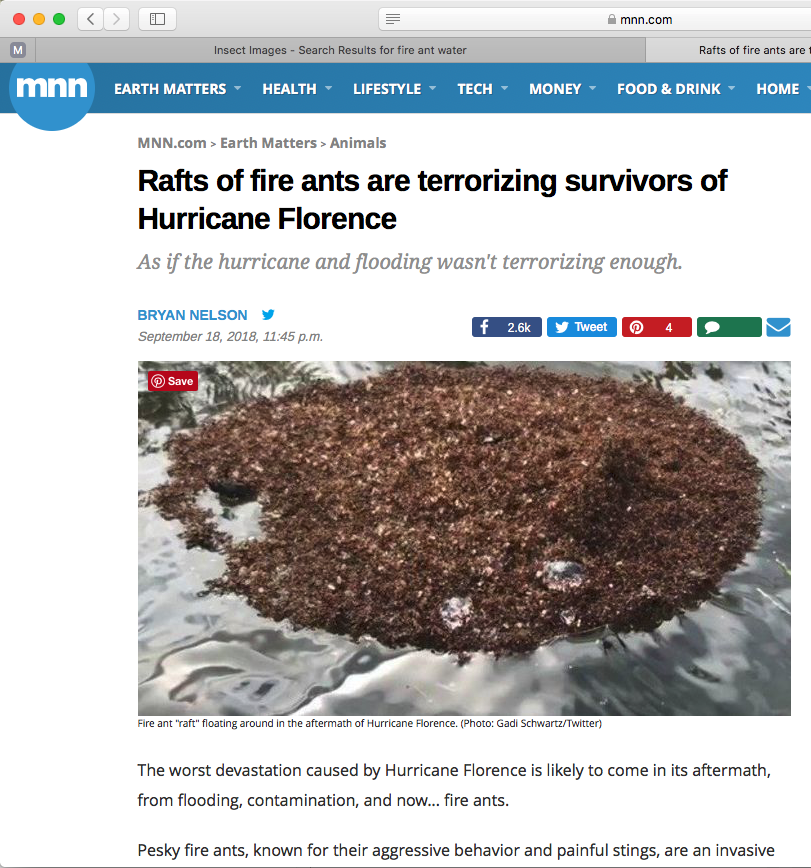 mnn.com
M
Insect Images - Search Results for fire ant water
Rafts of fire ants are
mnn
EARTH MATTERS HEALTH LIFESTYLE TECH MONEY FOOD & DRINK HOME
MNN.com > Earth Matters > Animals
Rafts of fire ants are terrorizing survivors of
Hurricane Florence
As if the hurricane and flooding wasn't terrorizing enough.
BRYAN NELSON
September 18, 2018, 11:45 p.m.
f 2.6k Tweet 4
Save
Fire ant "raft" floating around in the aftermath of Hurricane Florence. (Photo: Gadi Schwartz/Twitter)
The worst devastation caused by Hurricane Florence is likely to come in its aftermath,
from flooding, contamination, and now... fire ants.
Pesky fire ants, known for their aggressive behavior and painful stings, are an invasive